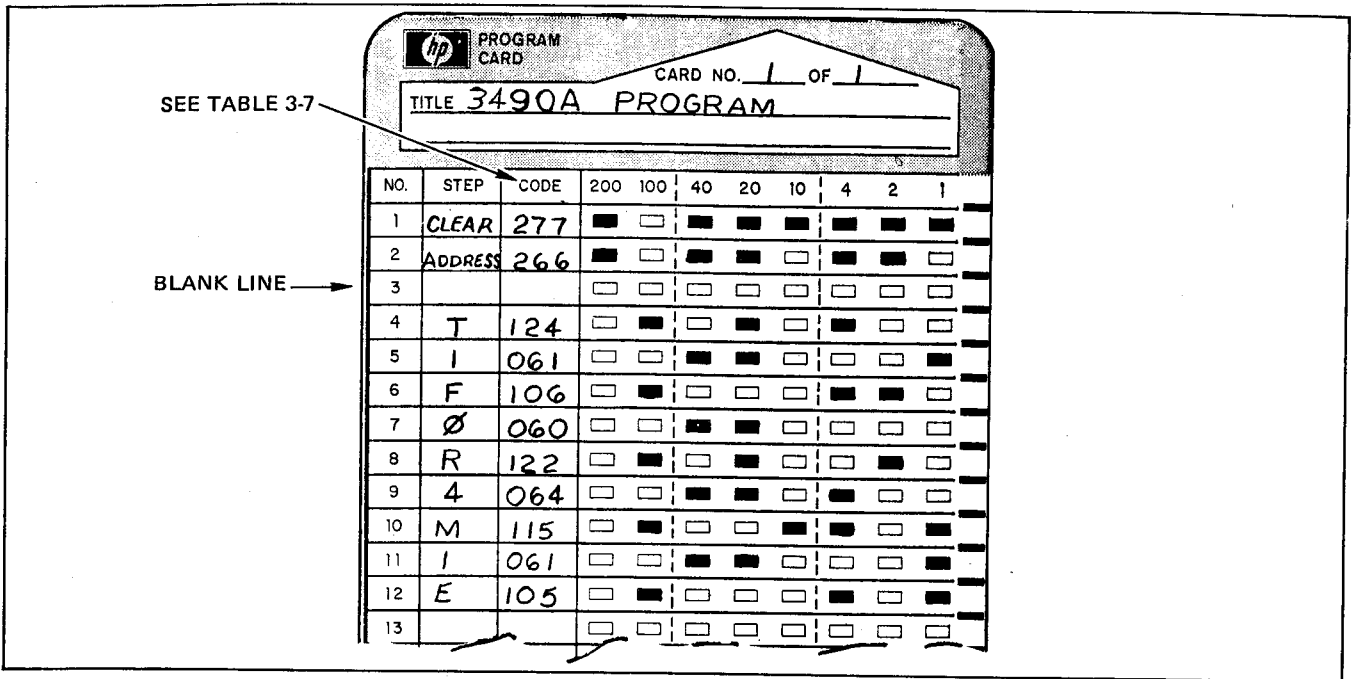 hp PROGRAM CARD
CARD NO. 1 OF 1
TITLE 3490A PROGRAM
SEE TABLE 3-7
NO. STEP CODE 200 100 40 20 10 4 2 1
1 CLEAR 277
2 ADDRESS 266
BLANK LINE
3
4 T 124
5 1 061
6 F 106
7 Ø 060
8 R 122
9 4 064
10 M 115
11 1 061
12 E 105
13